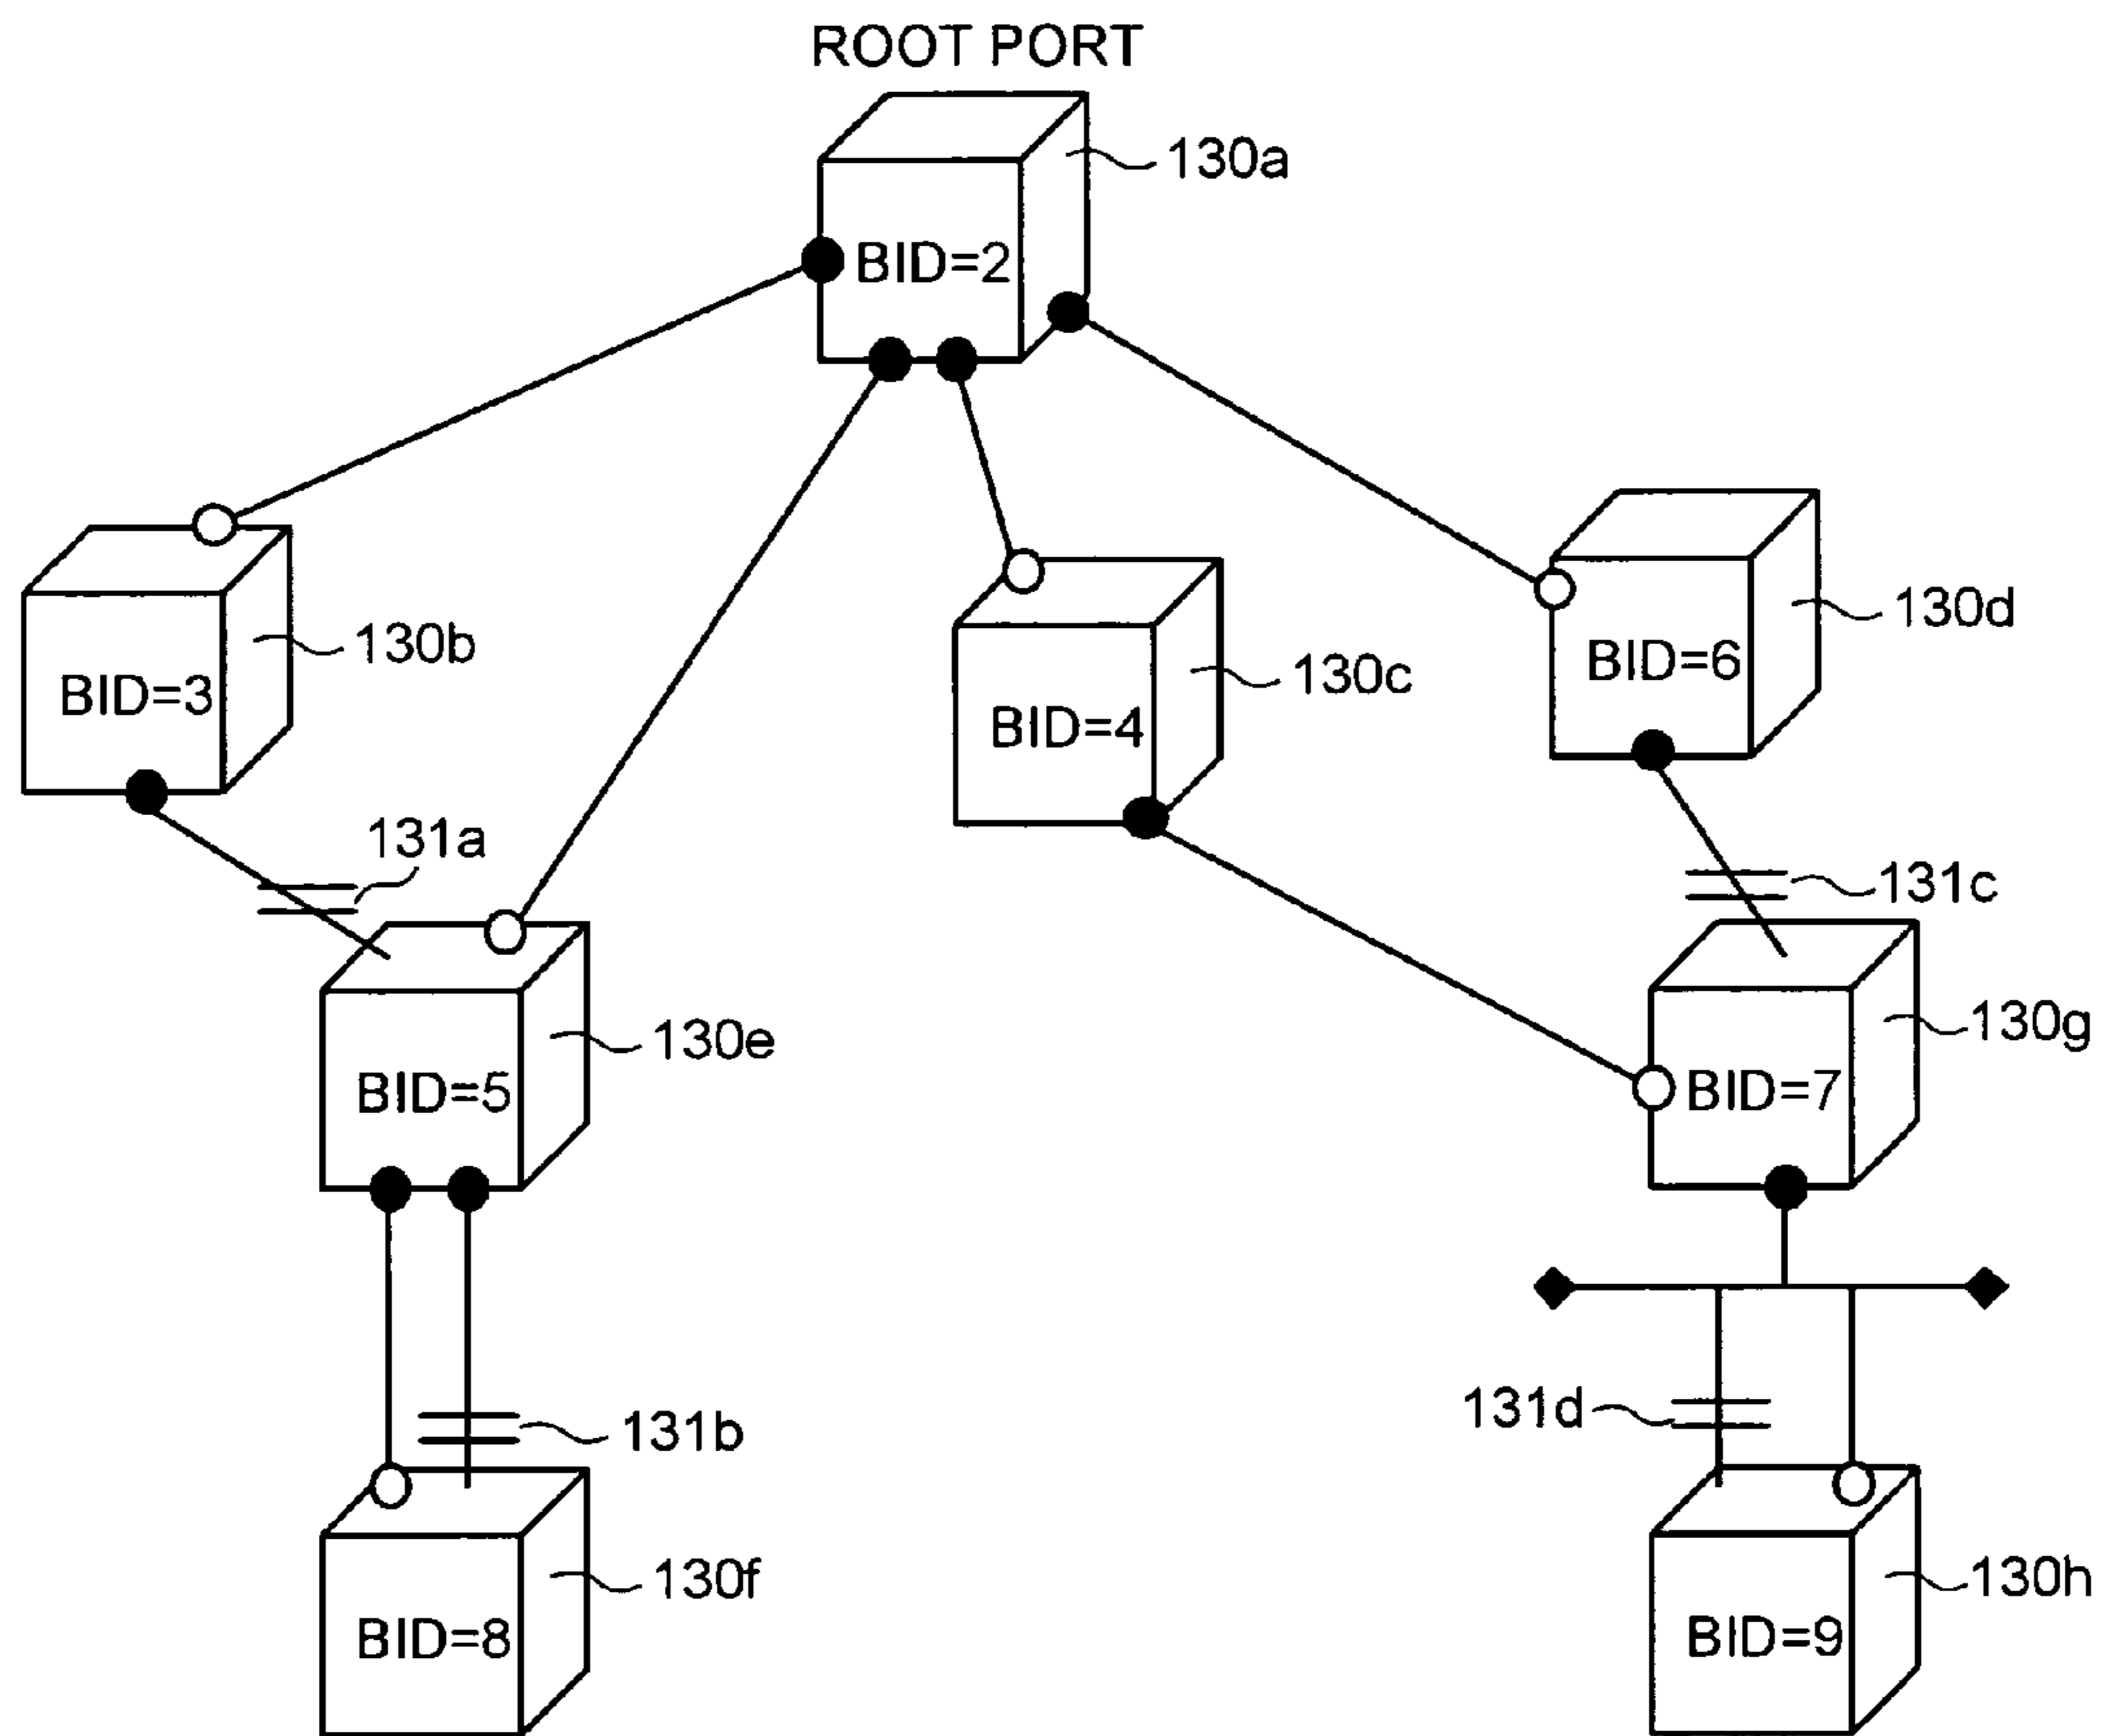 ROOT PORT
130a
BID=2
130b
BID=3
130c
BID=4
130d
BID=6
131a
131c
130e
BID=5
130g
BID=7
131b
131d
130f
BID=8
130h
BID=9